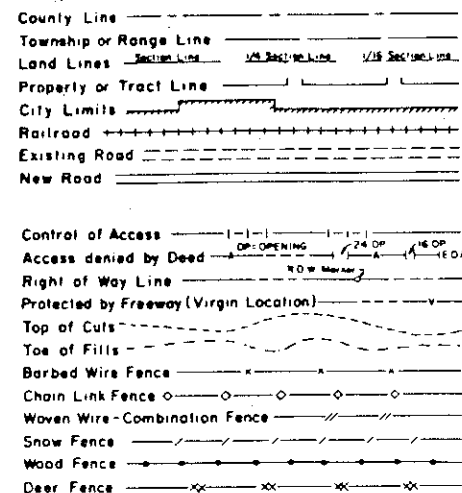 County Line
Township or Range Line
Land Lines Section Line 1/4 Section Line 1/16 Section Line
Property or Tract Line
City Limits
Railroad
Existing Road
New Road
Control of Access
OP=OPENING 24 OP 16 OP
Access denied by Deed A A (E O A
R.O.W Marker
Right of Way Line
Protected by Freeway (Virgin Location) v
Top of Cuts
Toe of Fills
Barbed Wire Fence
Chain Link Fence
Woven Wire-Combination Fence
Snow Fence
Wood Fence
Deer Fence